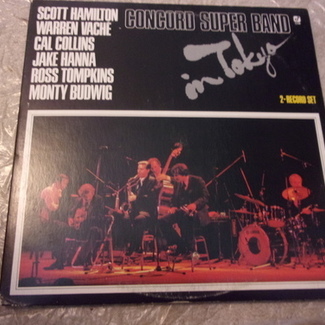 SCOTT HAMILTON
WARREN VACHÉ
CAL COLLINS
JAKE HANNA
ROSS TOMPKINS
MONTY BUDWIG
CONCORD SUPER BAND
in Tokyo
2-RECORD SET